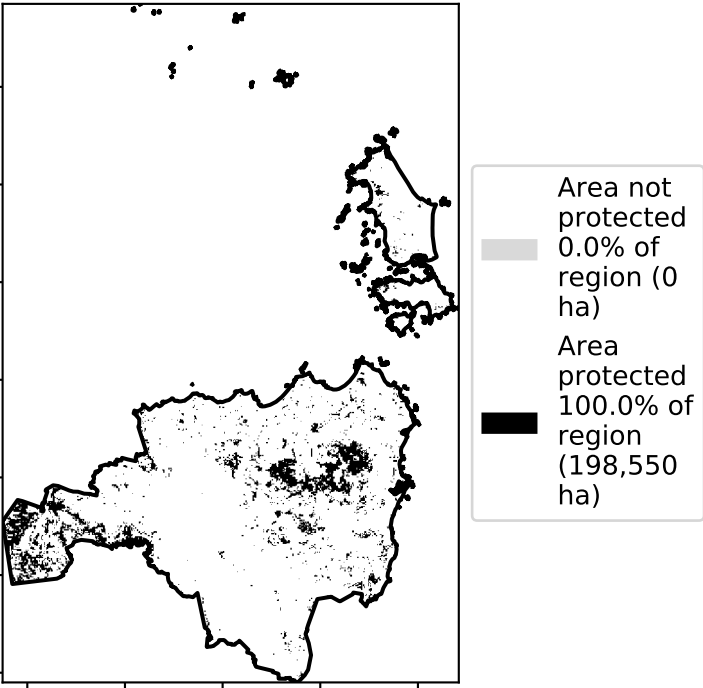 Area not
protected
0.0% of
region (0
ha)
Area
protected
100.0% of
region
(198,550
ha)